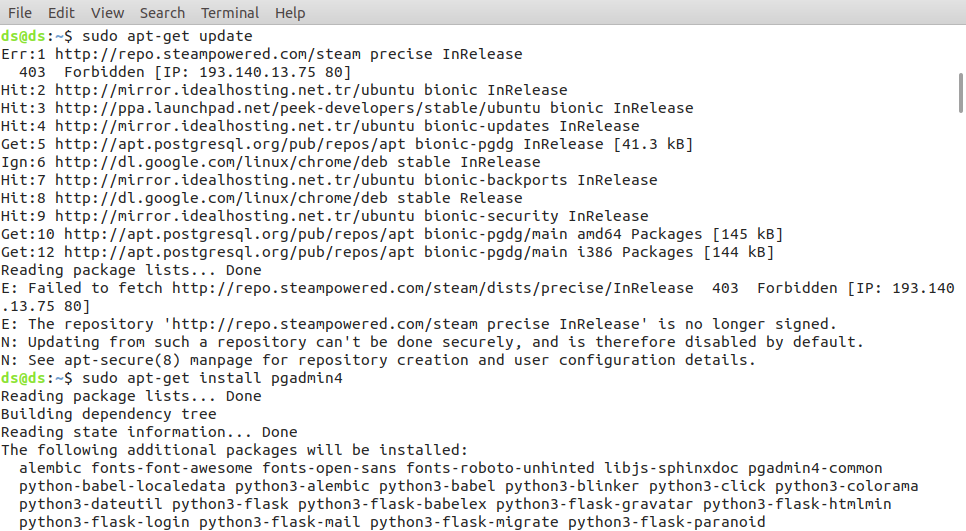 File Edit View Search Terminal Help
ds@ds:~$ sudo apt-get update
Err:1 http://repo.steampowered.com/steam precise InRelease
  403  Forbidden [IP: 193.140.13.75 80]
Hit:2 http://mirror.idealhosting.net.tr/ubuntu bionic InRelease
Hit:3 http://ppa.launchpad.net/peek-developers/stable/ubuntu bionic InRelease
Hit:4 http://mirror.idealhosting.net.tr/ubuntu bionic-updates InRelease
Get:5 http://apt.postgresql.org/pub/repos/apt bionic-pgdg InRelease [41.3 kB]
Ign:6 http://dl.google.com/linux/chrome/deb stable InRelease
Hit:7 http://mirror.idealhosting.net.tr/ubuntu bionic-backports InRelease
Hit:8 http://dl.google.com/linux/chrome/deb stable Release
Hit:9 http://mirror.idealhosting.net.tr/ubuntu bionic-security InRelease
Get:10 http://apt.postgresql.org/pub/repos/apt bionic-pgdg/main amd64 Packages [145 kB]
Get:12 http://apt.postgresql.org/pub/repos/apt bionic-pgdg/main i386 Packages [144 kB]
Reading package lists... Done
E: Failed to fetch http://repo.steampowered.com/steam/dists/precise/InRelease  403  Forbidden [IP: 193.140
.13.75 80]
E: The repository 'http://repo.steampowered.com/steam precise InRelease' is no longer signed.
N: Updating from such a repository can't be done securely, and is therefore disabled by default.
N: See apt-secure(8) manpage for repository creation and user configuration details.
ds@ds:~$ sudo apt-get install pgadmin4
Reading package lists... Done
Building dependency tree
Reading state information... Done
The following additional packages will be installed:
  alembic fonts-font-awesome fonts-open-sans fonts-roboto-unhinted libjs-sphinxdoc pgadmin4-common
  python-babel-localedata python3-alembic python3-babel python3-blinker python3-click python3-colorama
  python3-dateutil python3-flask python3-flask-babelex python3-flask-gravatar python3-flask-htmlmin
  python3-flask-login python3-flask-mail python3-flask-migrate python3-flask-paranoid